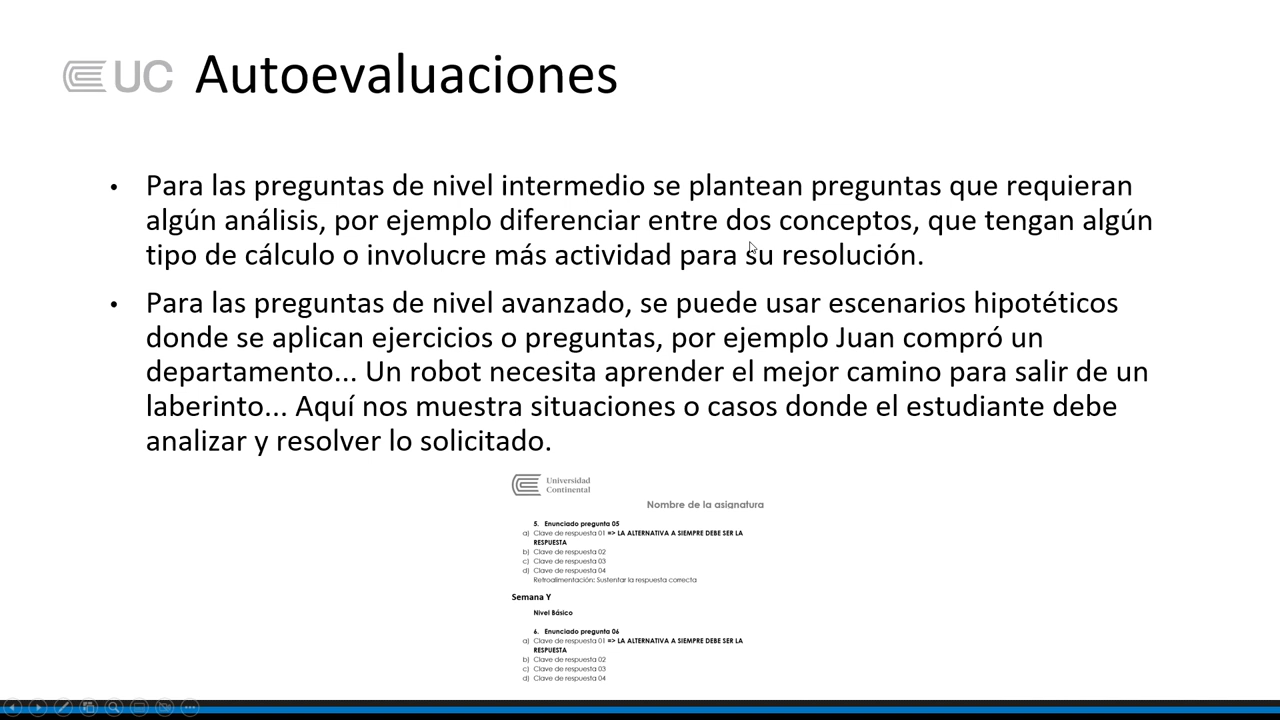 UC Autoevaluaciones
• Para las preguntas de nivel intermedio se plantean preguntas que requieran
algún análisis, por ejemplo diferenciar entre dos conceptos, que tengan algún
tipo de cálculo o involucre más actividad para su resolución.
• Para las preguntas de nivel avanzado, se puede usar escenarios hipotéticos
donde se aplican ejercicios o preguntas, por ejemplo Juan compró un
departamento... Un robot necesita aprender el mejor camino para salir de un
laberinto... Aquí nos muestra situaciones o casos donde el estudiante debe
analizar y resolver lo solicitado.
Universidad
Continental
Nombre de la asignatura
5. Enunciado pregunta 05
a) Clave de respuesta 01 => LA ALTERNATIVA A SIEMPRE DEBE SER LA
RESPUESTA
b) Clave de respuesta 02
c) Clave de respuesta 03
d) Clave de respuesta 04
Retroalimentación: Sustentar la respuesta correcta
Semana Y
Nivel Básico
6. Enunciado pregunta 06
a) Clave de respuesta 01 => LA ALTERNATIVA A SIEMPRE DEBE SER LA
RESPUESTA
b) Clave de respuesta 02
c) Clave de respuesta 03
d) Clave de respuesta 04